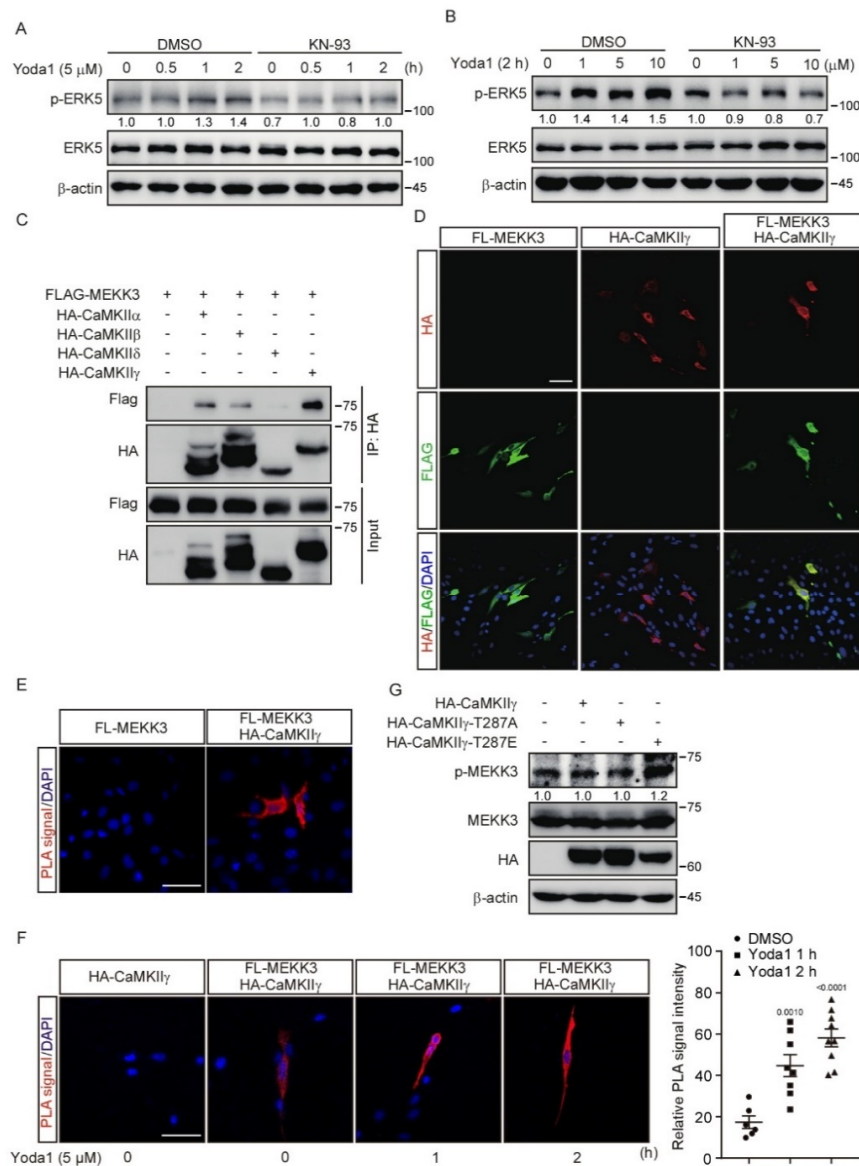 A
DMSO KN-93
Yoda1 (5 μM) 0 0.5 1 2 0 0.5 1 2 (h)
p-ERK5
-100
1.0 1.0 1.3 1.4 0.7 1.0 0.8 1.0
ERK5
-100
β-actin -45
B
DMSO KN-93
Yoda1 (2 h) 0 1 5 10 0 1 5 10 (μM)
p-ERK5
-100
1.0 1.4 1.4 1.5 1.0 0.9 0.8 0.7
ERK5
-100
β-actin -45
C
FLAG-MEKK3 + + + + +
HA-CaMKIIα - + - - -
HA-CaMKIIβ - - + - -
HA-CaMKIIδ - - - + -
HA-CaMKIIγ - - - - +
Flag -75
-75
HA
IP: HA
Flag -75
-75
HA
Input
D
FL-MEKK3 HA-CaMKIIγ FL-MEKK3
HA-CaMKIIγ
HA
FLAG
HA/FLAG/DAPI
E
FL-MEKK3 FL-MEKK3
HA-CaMKIIγ
PLA signal/DAPI
G
HA-CaMKIIγ - + - -
HA-CaMKIIγ-T287A - - + -
HA-CaMKIIγ-T287E - - - +
-75
p-MEKK3
1.0 1.0 1.0 1.2
-75
MEKK3
HA
-60
β-actin -45
F
HA-CaMKIIγ FL-MEKK3
HA-CaMKIIγ FL-MEKK3
HA-CaMKIIγ FL-MEKK3
HA-CaMKIIγ
PLA signal/DAPI
Yoda1 (5 μM) 0 0 1 2 (h)
DMSO
Yoda1 1 h
Yoda1 2 h
Relative PLA signal intensity
100
80
60
40
20
0
0.0010
<0.0001